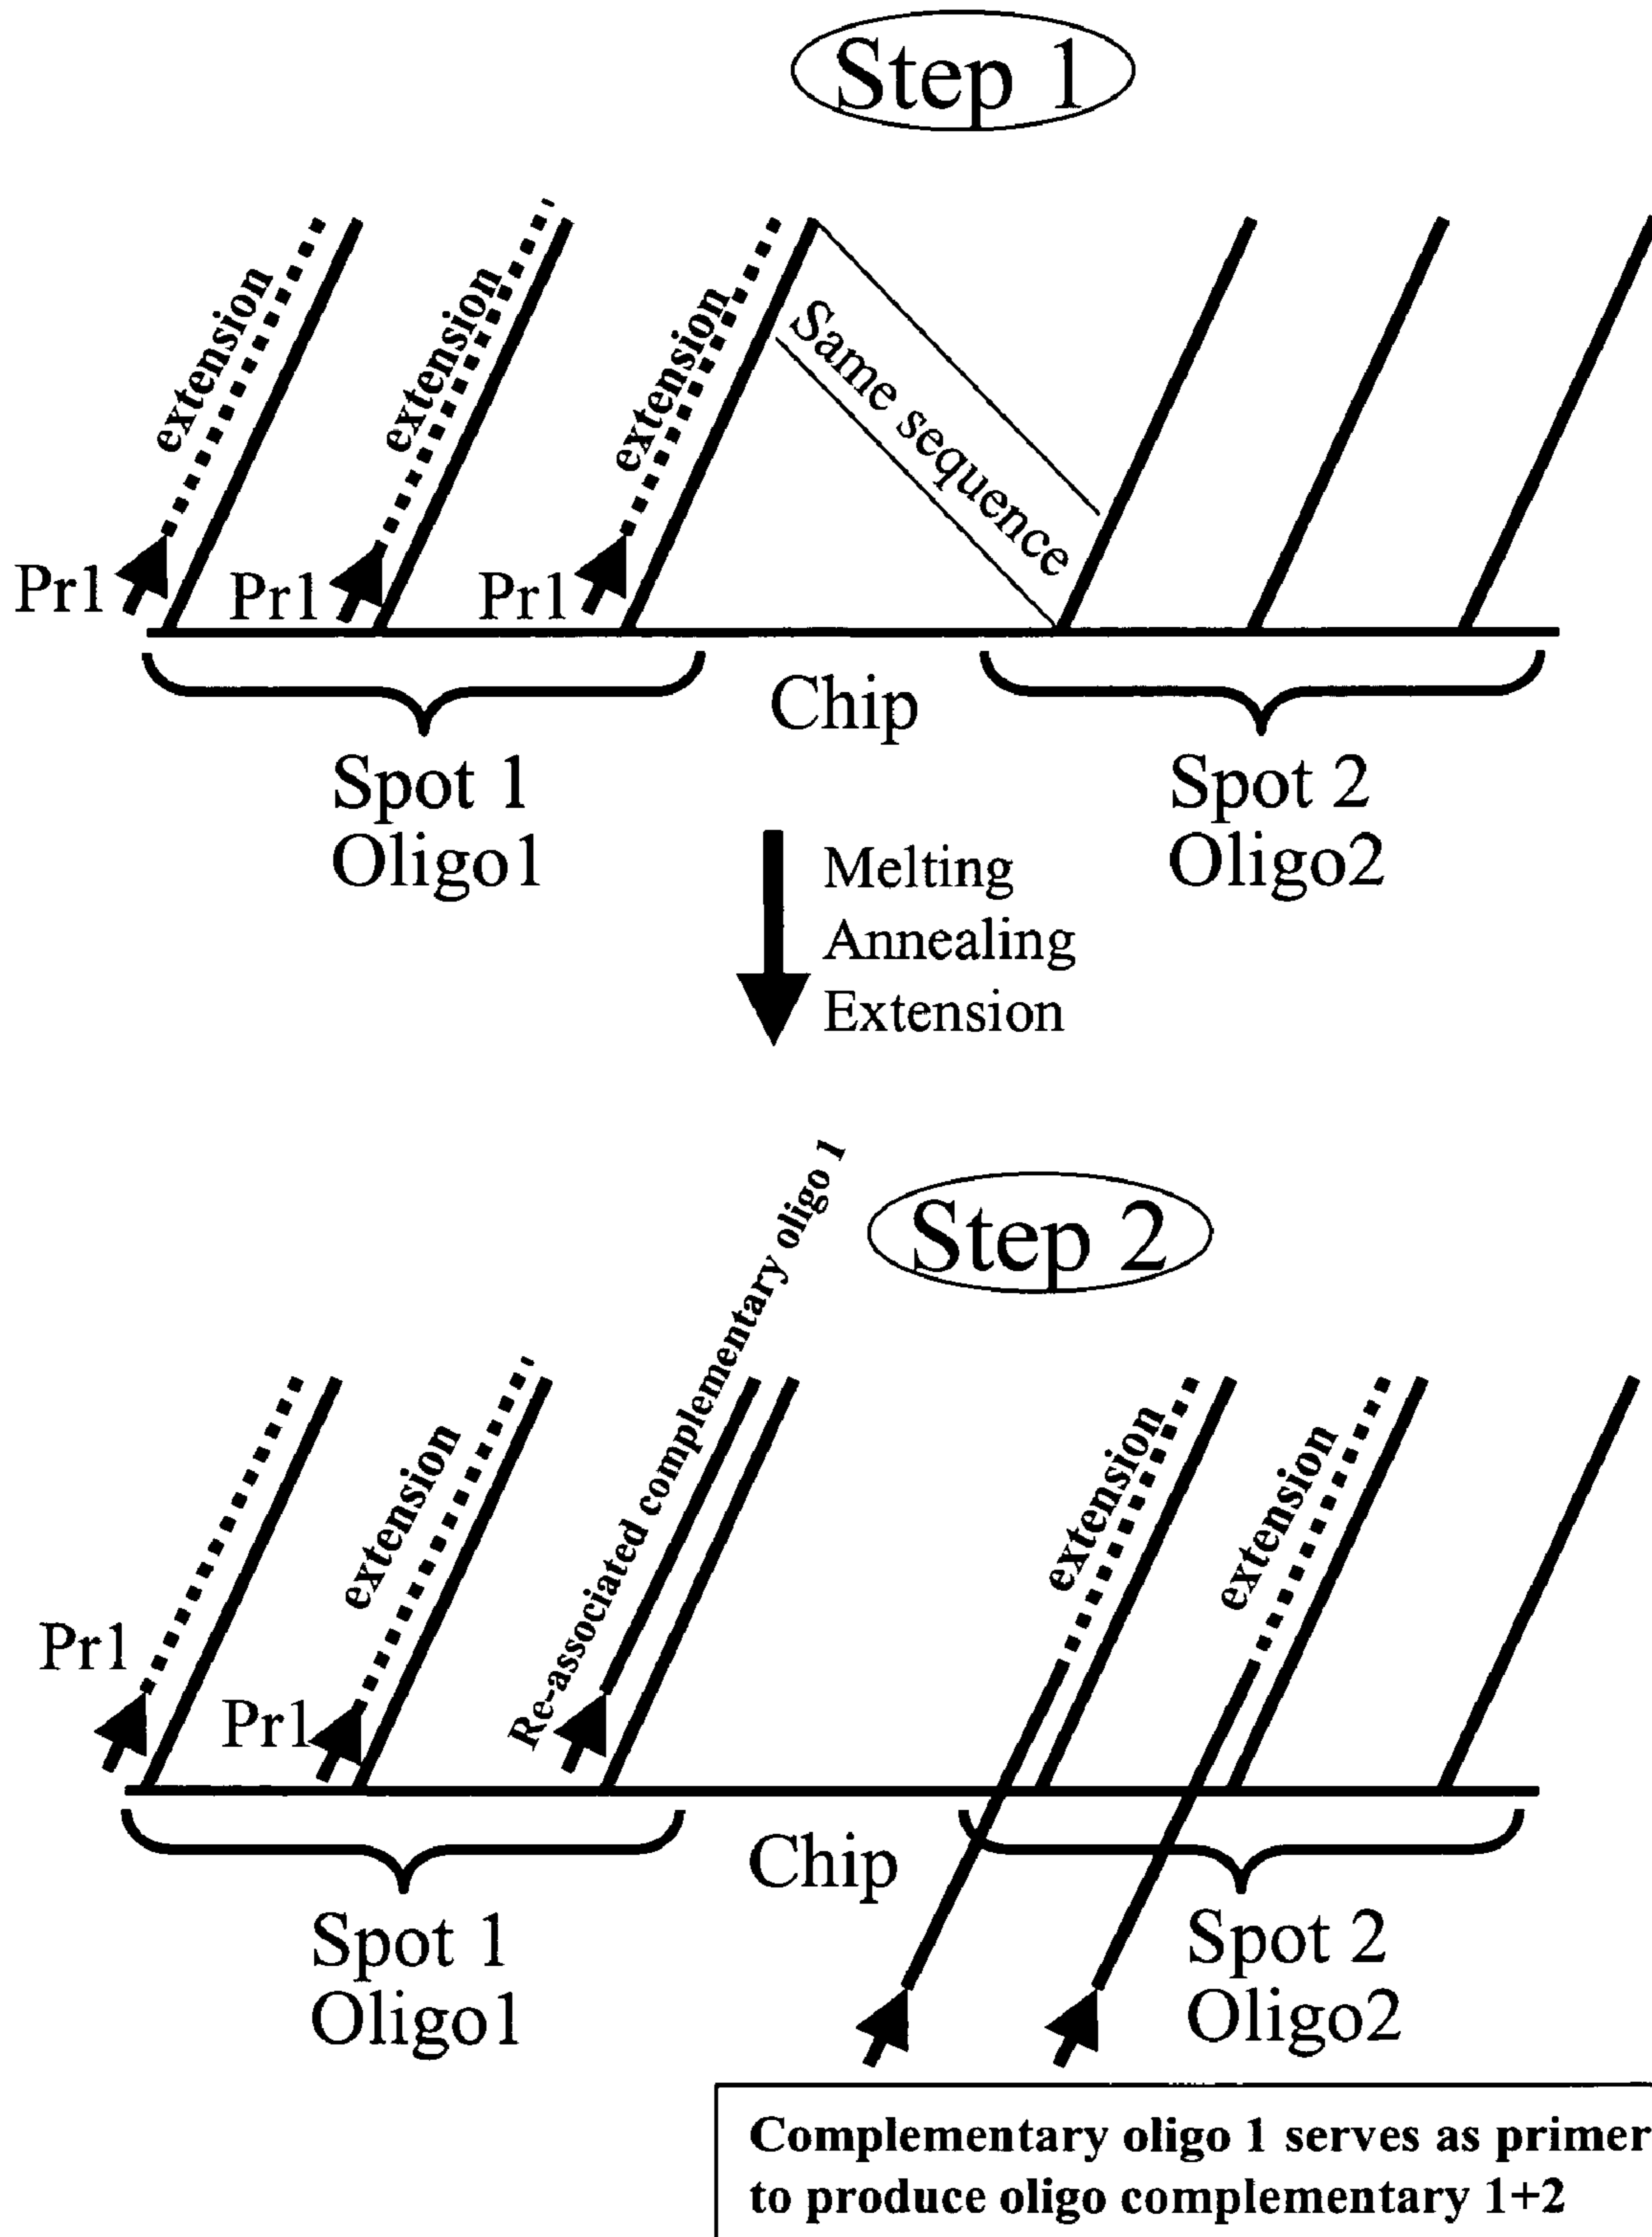 Step 1
extension
extension
extension
Same sequence
Pr1
Pr1
Pr1
Chip
Spot 1
Oligo1
Spot 2
Oligo2
Melting
Annealing
Extension
Step 2
Re-associated complementary oligo 1
extension
extension
extension
Pr1
Pr1
Chip
Spot 1
Oligo1
Spot 2
Oligo2
Complementary oligo 1 serves as primer
to produce oligo complementary 1+2